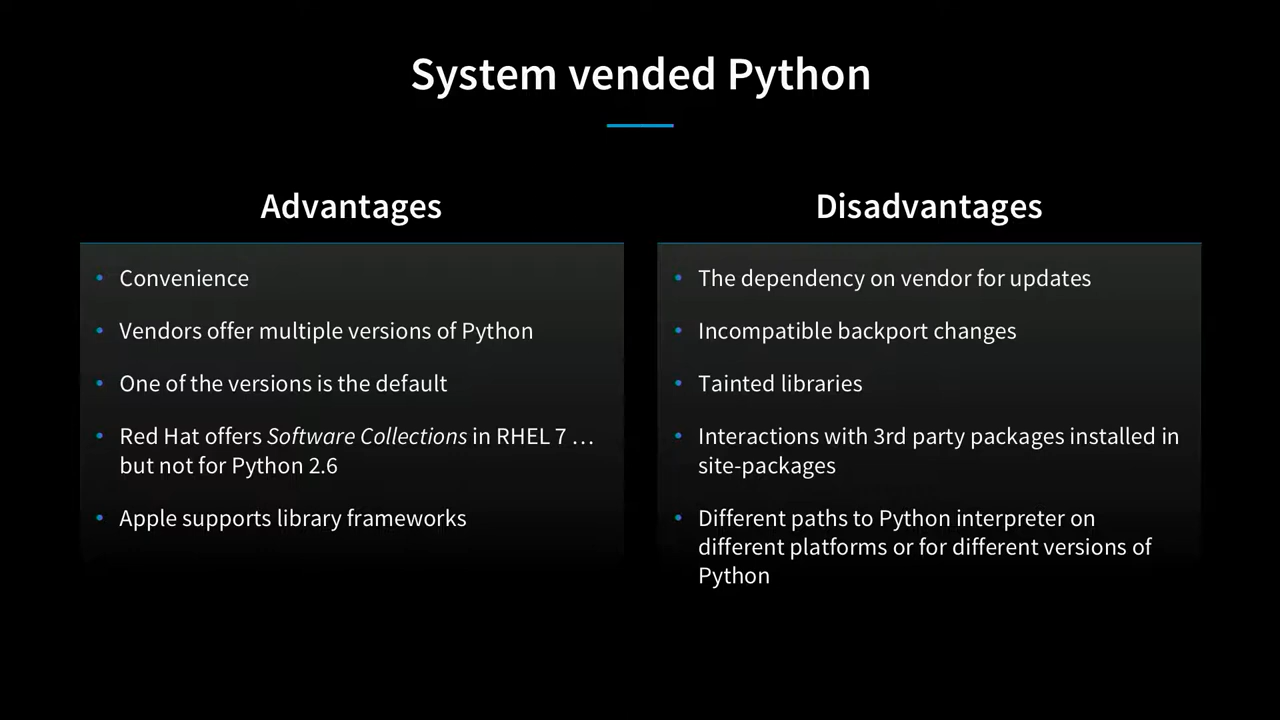 System vended Python
Advantages
• Convenience
• Vendors offer multiple versions of Python
• One of the versions is the default
• Red Hat offers Software Collections in RHEL 7 …
but not for Python 2.6
• Apple supports library frameworks
Disadvantages
• The dependency on vendor for updates
• Incompatible backport changes
• Tainted libraries
• Interactions with 3rd party packages installed in
site-packages
• Different paths to Python interpreter on
different platforms or for different versions of
Python